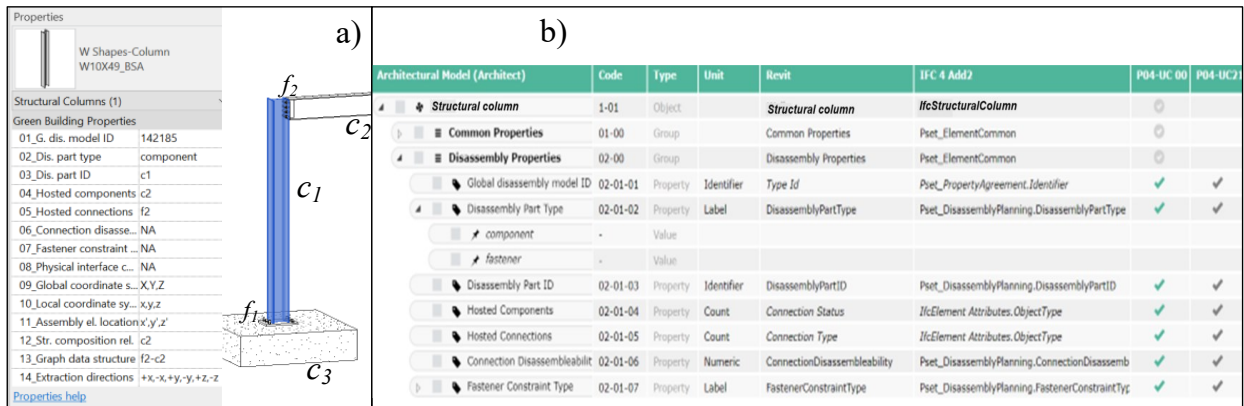 Properties
W Shapes-Column
W10X49_BSA
Structural Columns (1)
Green Building Properties
01_G. dis. model ID 142185
02_Dis. part type component
03_Dis. part ID c1
04_Hosted components c2
05_Hosted connections f2
06_Connection disasse... NA
07_Fastener constraint ... NA
08_Physical interface c... NA
09_Global coordinate s... X,Y,Z
10_Local coordinate sy... x,y,z
11_Assembly el. location x',y',z'
12_Str. composition rel. c2
13_Graph data structure f2-c2
14_Extraction directions +x,-x,+y,-y,+z,-z
Properties help
a)
f2
c2
c1
f1
c3
b)
Architectural Model (Architect) Code Type Unit Revit IFC 4 Add2 P04-UC 00 P04-UC21
Structural column 1-01 Object Structural column IfcStructuralColumn
Common Properties 01-00 Group Common Properties Pset_ElementCommon
Disassembly Properties 02-00 Group Disassembly Properties Pset_ElementCommon
Global disassembly model ID 02-01-01 Property Identifier Type Id Pset_PropertyAgreement.Identifier
Disassembly Part Type 02-01-02 Property Label DisassemblyPartType Pset_DisassemblyPlanning.DisassemblyPartType
component - Value
fastener - Value
Disassembly Part ID 02-01-03 Property Identifier DisassemblyPartID Pset_DisassemblyPlanning.DisassemblyPartID
Hosted Components 02-01-04 Property Count Connection Status IfcElement Attributes.ObjectType
Hosted Connections 02-01-05 Property Count Connection Type IfcElement Attributes.ObjectType
Connection Disassembleabilit 02-01-06 Property Numeric ConnectionDisassembleability Pset_DisassemblyPlanning.ConnectionDisassemb
Fastener Constraint Type 02-01-07 Property Label FastenerConstraintType Pset_DisassemblyPlanning.FastenerConstraintTyp